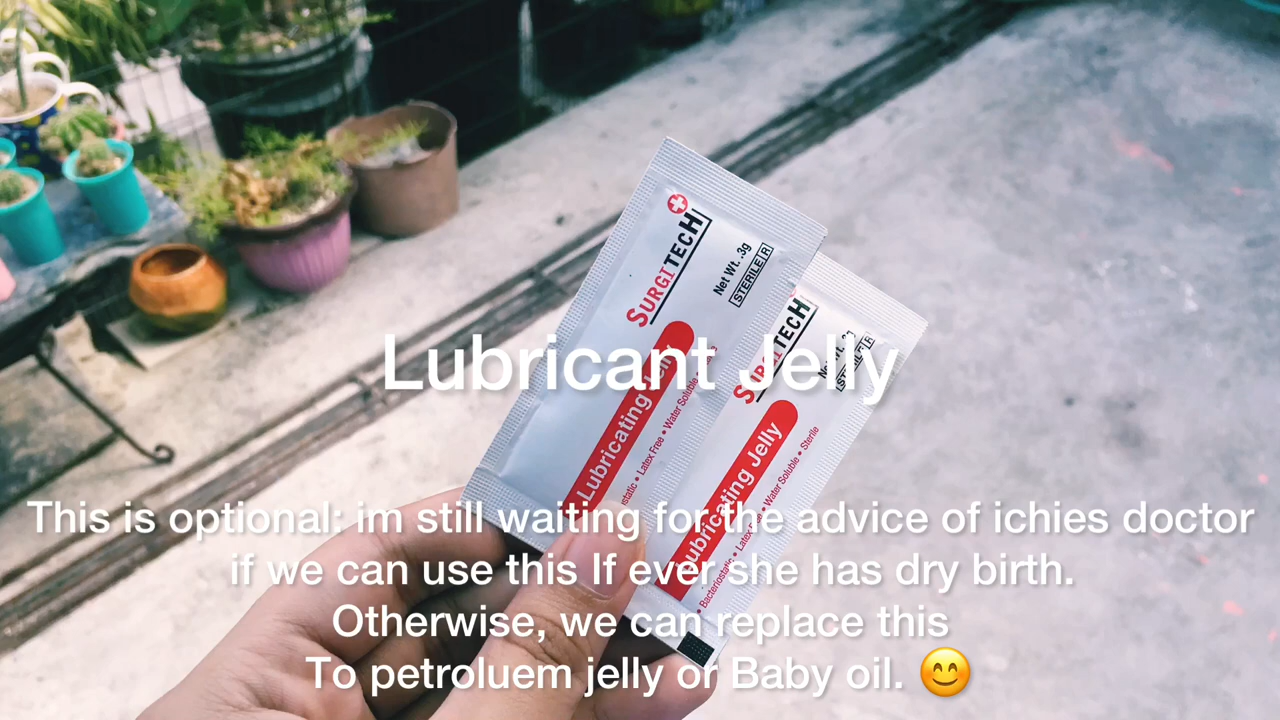 SURGITECH
Net Wt. .3g
STERILE R
Lubricating Jelly
Latex Free • Water Soluble •
SURGITECH
STERILE R
Lubricating Jelly
Bacteriostatic • Latex Free • Water Soluble • Sterile
Lubricant Jelly
This is optional: im still waiting for the advice of ichies doctor
if we can use this If ever she has dry birth.
Otherwise, we can replace this
To petroluem jelly or Baby oil. 😊